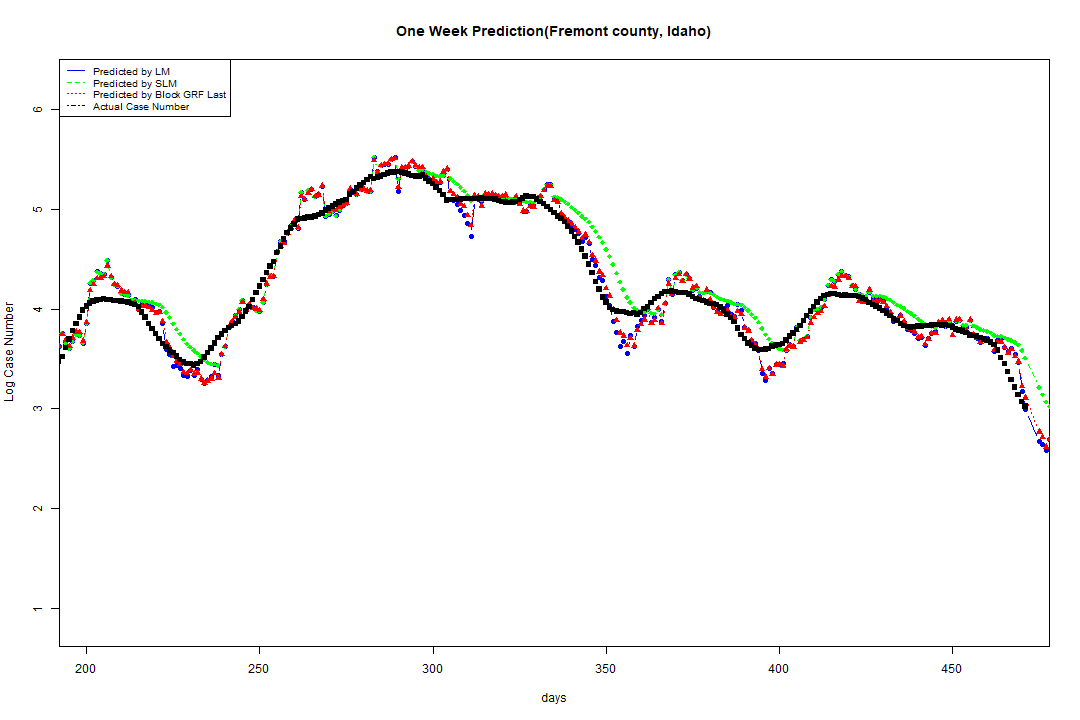 One Week Prediction(Fremont county, Idaho)
Predicted by LM
Predicted by SLM
Predicted by Block GRF Last
Actual Case Number
6
5
4
3
2
1
Log Case Number
200 250 300 350 400 450
days